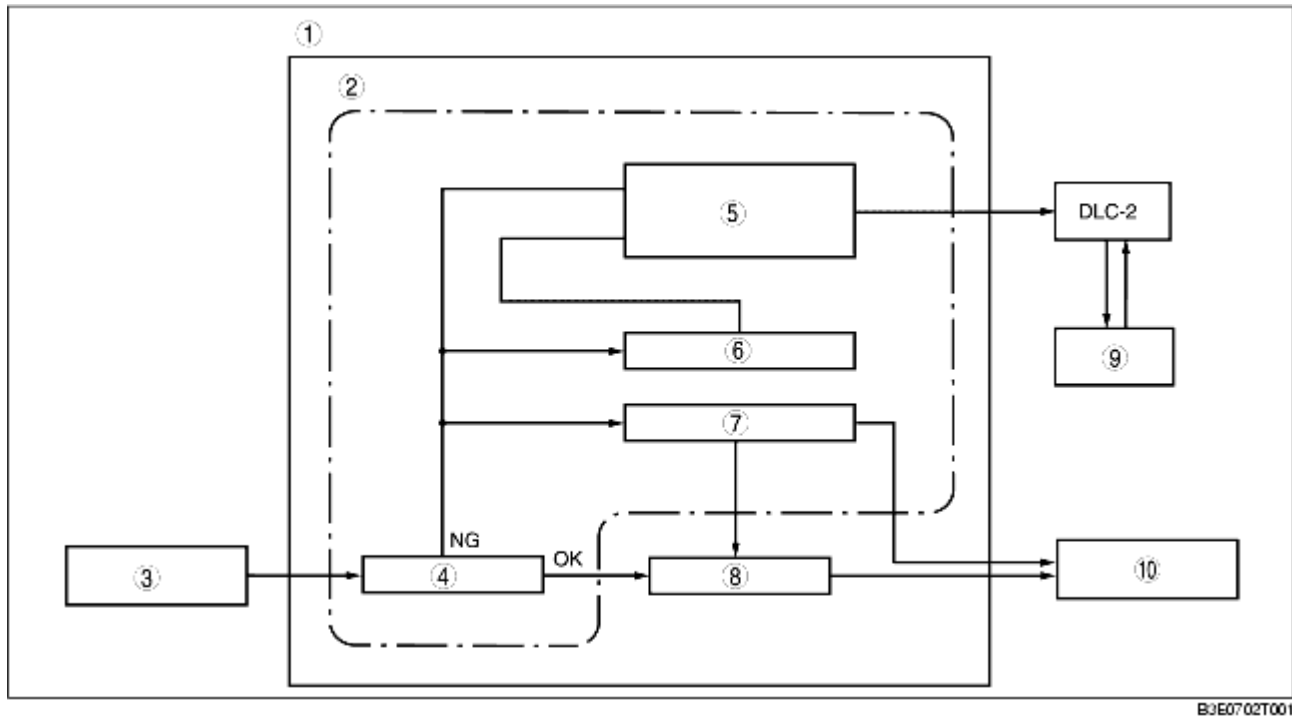 ①
②
⑤
DLC-2
⑥
⑨
⑦
NG
OK
③
④
⑧
⑩
B3E0702T001